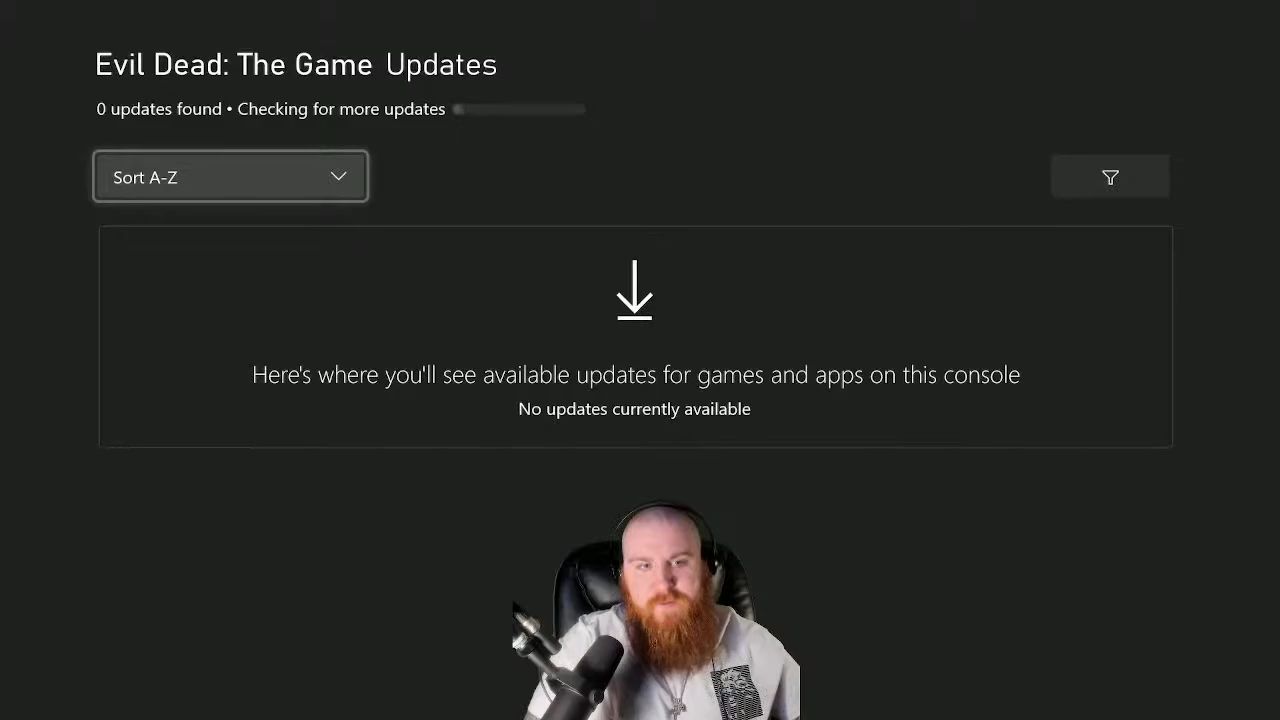 Evil Dead: The Game Updates
0 updates found • Checking for more updates
Sort A-Z
Here's where you'll see available updates for games and apps on this console
No updates currently available